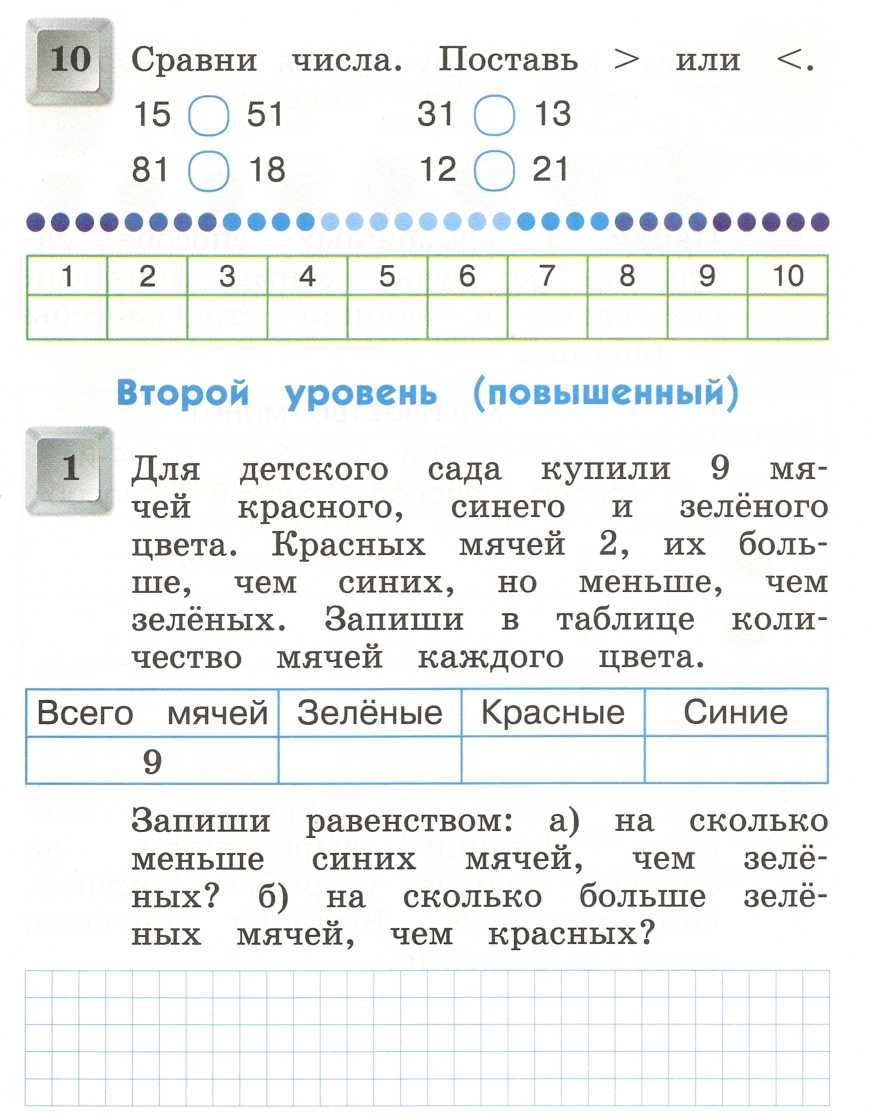 10 Сравни числа. Поставь > или <.
15 51 31 13
81 18 12 21
1 2 3 4 5 6 7 8 9 10
Второй уровень (повышенный)
1 Для детского сада купили 9 мя-
чей красного, синего и зелёного
цвета. Красных мячей 2, их боль-
ше, чем синих, но меньше, чем
зелёных. Запиши в таблице коли-
чество мячей каждого цвета.
Всего мячей Зелёные Красные Синие
9
Запиши равенством: а) на сколько
меньше синих мячей, чем зелё-
ных? б) на сколько больше зелё-
ных мячей, чем красных?